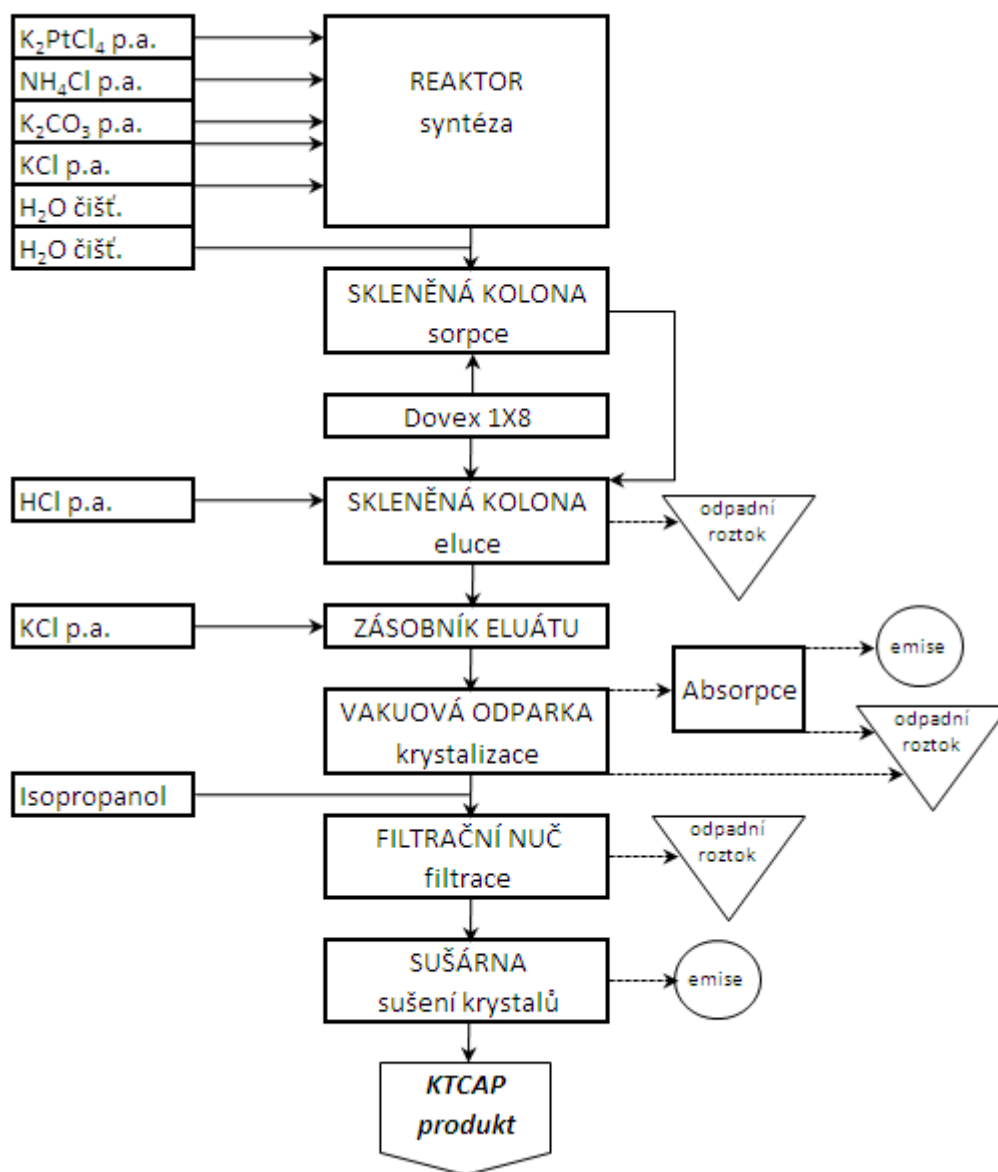 K₂PtCl₄ p.a.
NH₄Cl p.a.
K₂CO₃ p.a.
KCl p.a.
H₂O čišť.
H₂O čišť.
REAKTOR
syntéza
SKLENĚNÁ KOLONA
sorpce
Dovex 1X8
HCl p.a.
SKLENĚNÁ KOLONA
eluce
odpadní
roztok
KCl p.a.
ZÁSOBNÍK ELUÁTU
emise
Absorpce
VAKUOVÁ ODPARKA
krystalizace
odpadní
roztok
Isopropanol
FILTRAČNÍ NUČ
filtrace
odpadní
roztok
SUŠÁRNA
sušení krystalů
emise
KTCAP
produkt